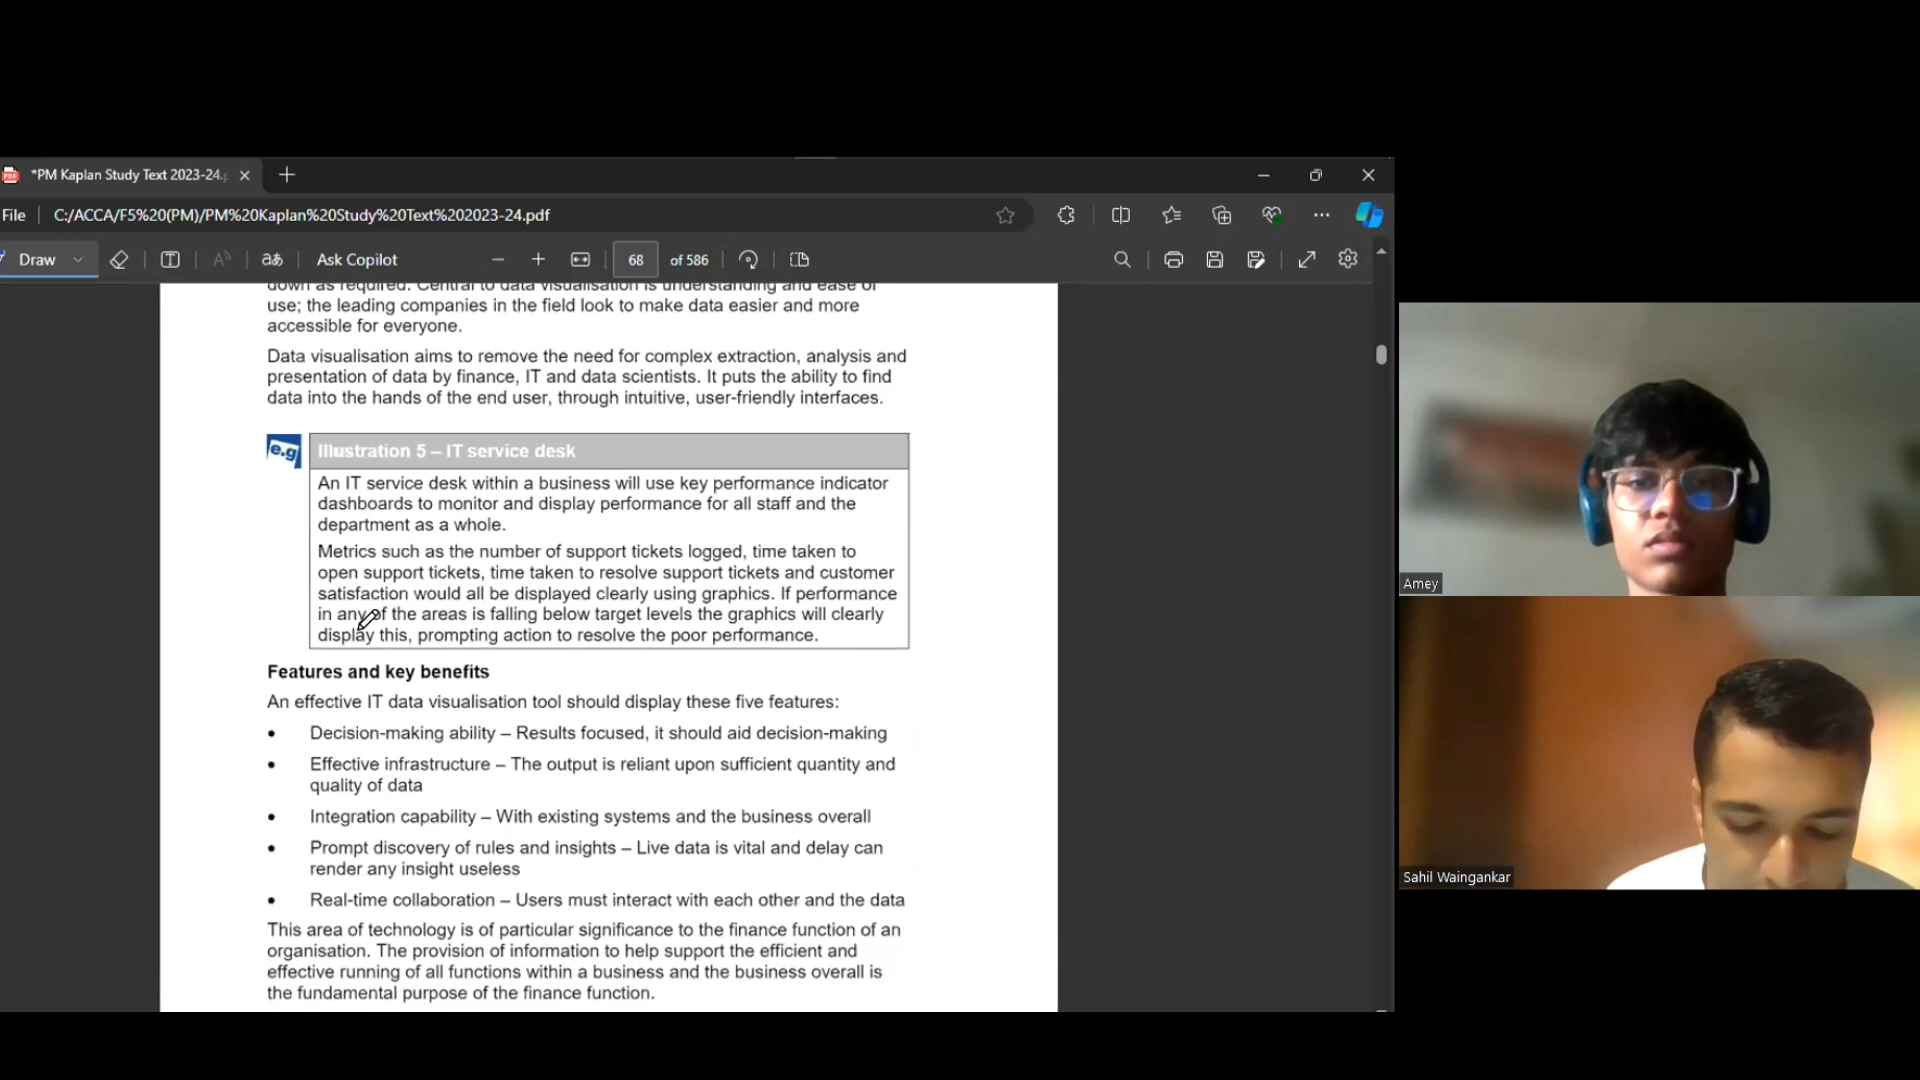 *PM Kaplan Study Text 2023-24.
File
C:/ACCA/F5%20(PM)/PM%20Kaplan%20Study%20Text%202023-24.pdf
Draw
Ask Copilot
68
of 586
down as required. Central to data visualisation is understanding and ease of
use; the leading companies in the field look to make data easier and more
accessible for everyone.
Data visualisation aims to remove the need for complex extraction, analysis and
presentation of data by finance, IT and data scientists. It puts the ability to find
data into the hands of the end user, through intuitive, user-friendly interfaces.
e.g
Illustration 5 – IT service desk
An IT service desk within a business will use key performance indicator
dashboards to monitor and display performance for all staff and the
department as a whole.
Metrics such as the number of support tickets logged, time taken to
open support tickets, time taken to resolve support tickets and customer
satisfaction would all be displayed clearly using graphics. If performance
in any of the areas is falling below target levels the graphics will clearly
display this, prompting action to resolve the poor performance.
Features and key benefits
An effective IT data visualisation tool should display these five features:
• Decision-making ability – Results focused, it should aid decision-making
• Effective infrastructure – The output is reliant upon sufficient quantity and
quality of data
• Integration capability – With existing systems and the business overall
• Prompt discovery of rules and insights – Live data is vital and delay can
render any insight useless
• Real-time collaboration – Users must interact with each other and the data
This area of technology is of particular significance to the finance function of an
organisation. The provision of information to help support the efficient and
effective running of all functions within a business and the business overall is
the fundamental purpose of the finance function.
Amey
Sahil Waingankar